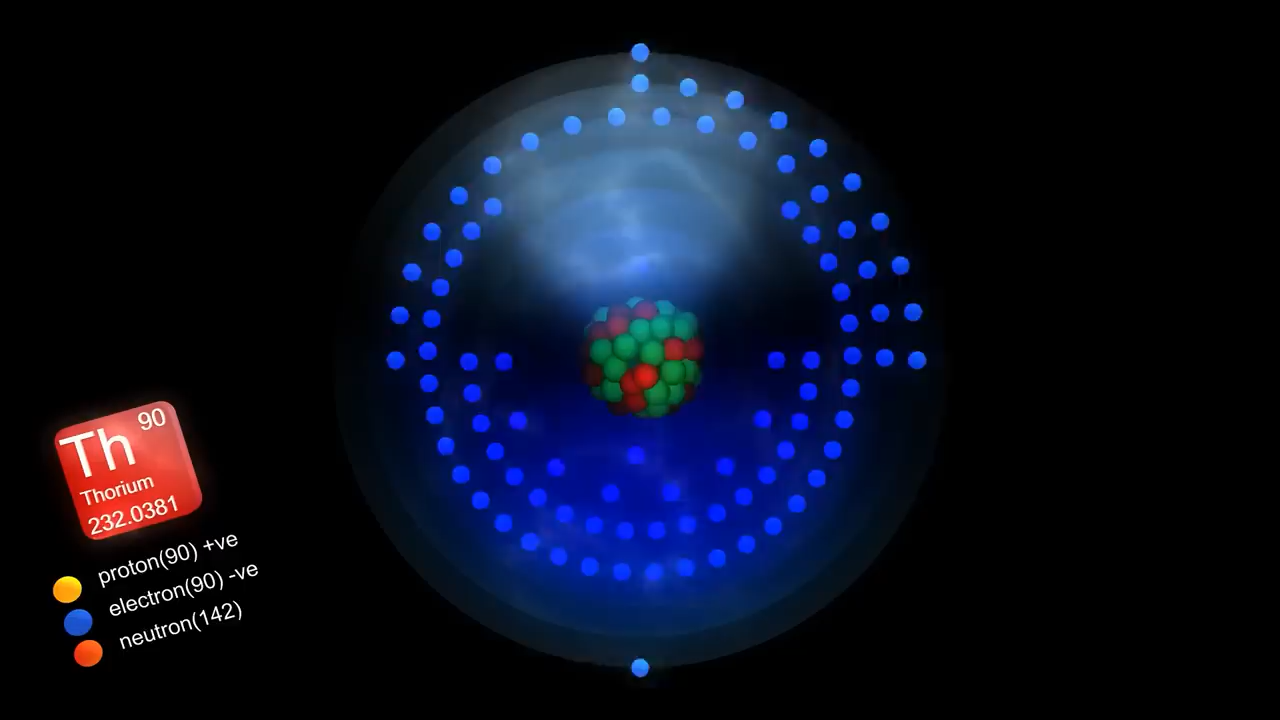 90
Th
Thorium
232.0381
proton(90) +ve
electron(90) -ve
neutron(142)